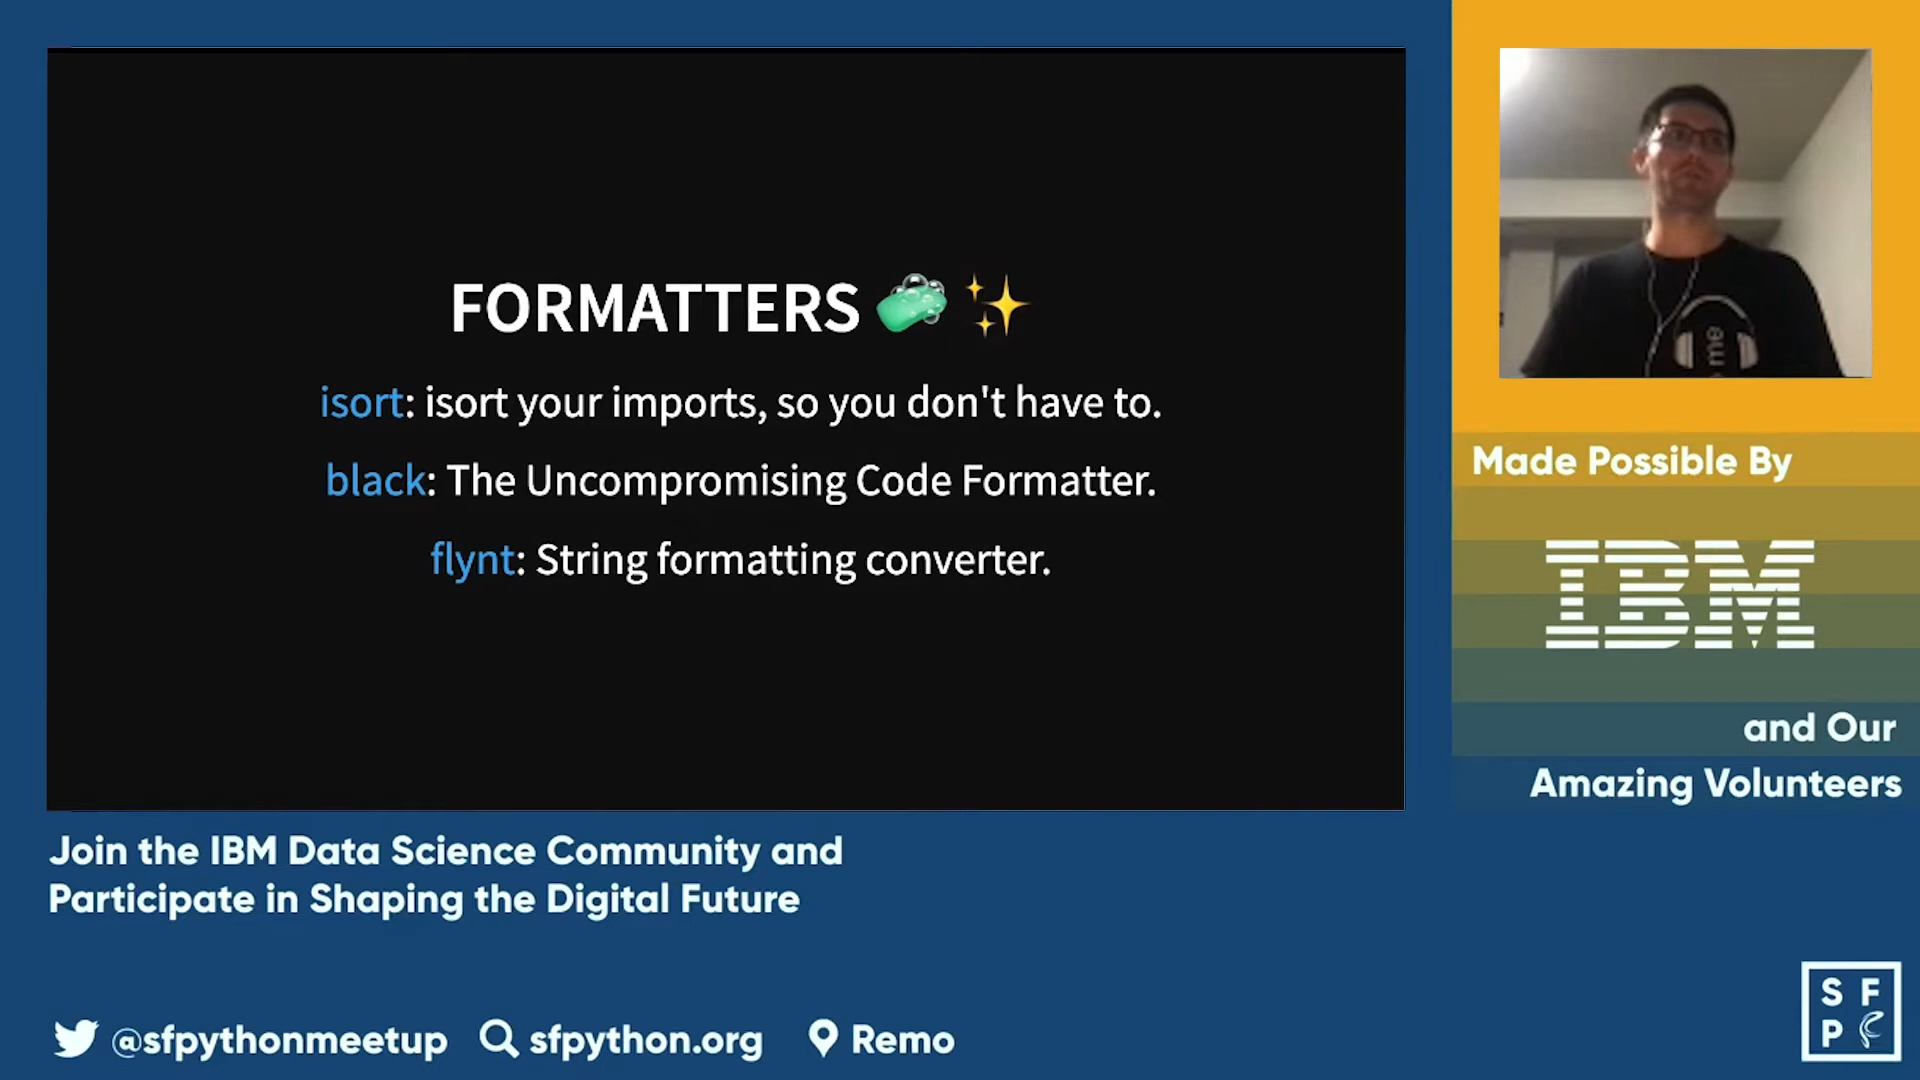 FORMATTERS
isort: isort your imports, so you don't have to.
black: The Uncompromising Code Formatter.
flynt: String formatting converter.
me
Made Possible By
IBM
and Our
Amazing Volunteers
Join the IBM Data Science Community and
Participate in Shaping the Digital Future
@sfpythonmeetup
sfpython.org
Remo
S F
P